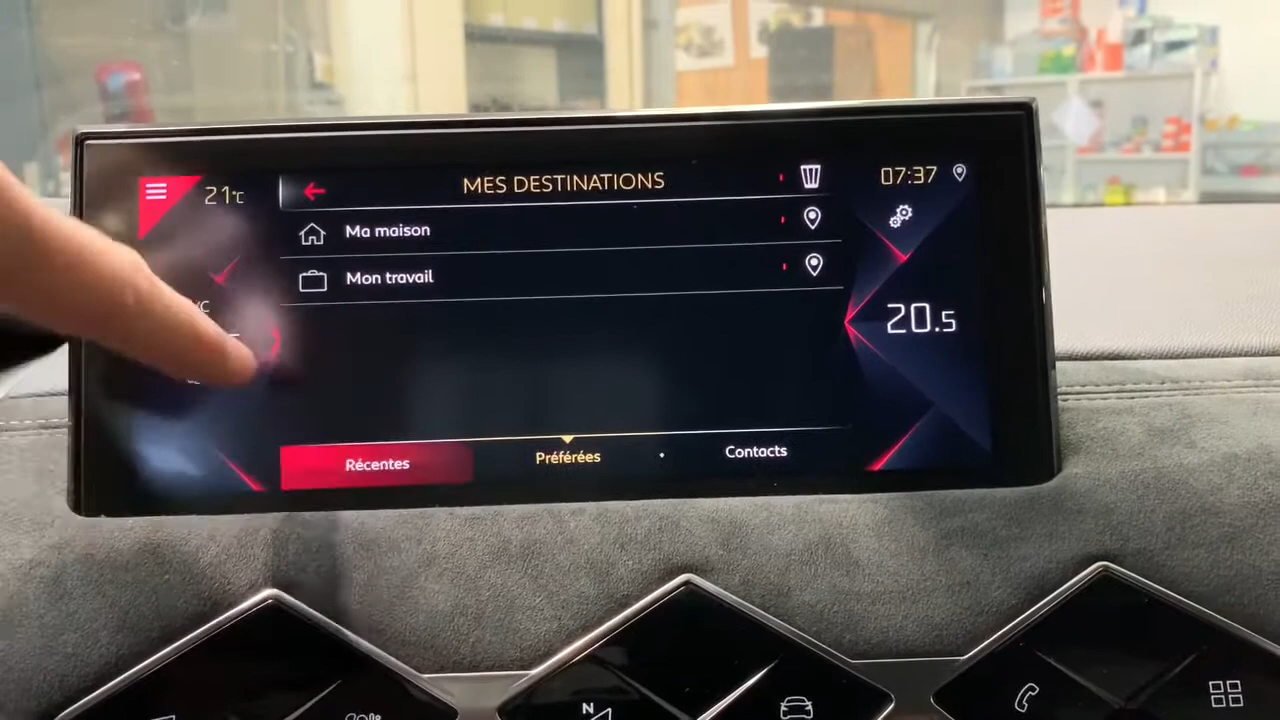 21°C
MES DESTINATIONS
07:37
Ma maison
Mon travail
20.5
Récentes
Préférées
Contacts
N